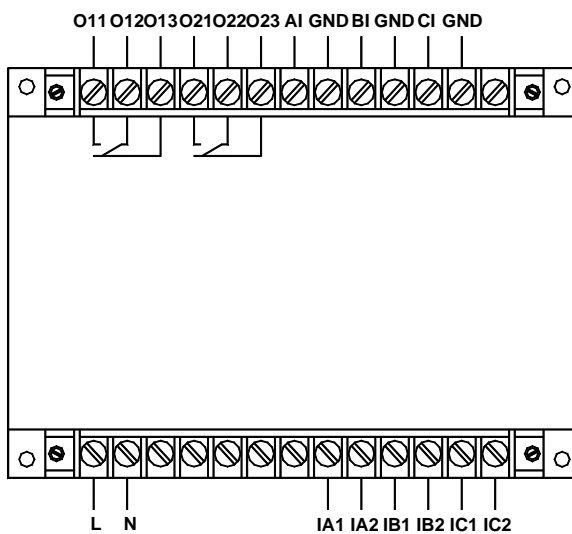 O11 O12 O13 O21 O22 O23 AI GND BI GND CI GND
L N IA1 IA2 IB1 IB2 IC1 IC2